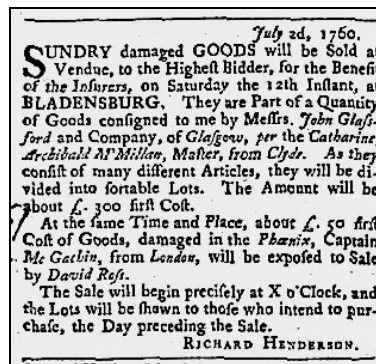 July 2d, 1760.
SUNDRY damaged GOODS will be Sold a
Vendue, to the Highest Bidder, for the Benefi
of the Insurers, on Saturday the 12th Instant, a
BLADENSBURG. They are Part of a Quantity
of Goods consigned to me by Messrs. John Glass-
ford and Company, of Glasgow, per the Catharine,
Archibald McMillan, Master, from Clyde. As they
consist of many different Articles, they will be di-
vided into sortable Lots. The Amount will be
about £. 300 first Cost.
At the same Time and Place, about £. 50 first
Cost of Goods, damaged in the Phœnix, Captain
Mc Gachin, from London, will be exposed to Sale
by David Ross.
The Sale will begin precisely at X o'Clock, and
the Lots will be shown to those who intend to pur-
chase, the Day preceding the Sale.
RICHARD HENDERSON.